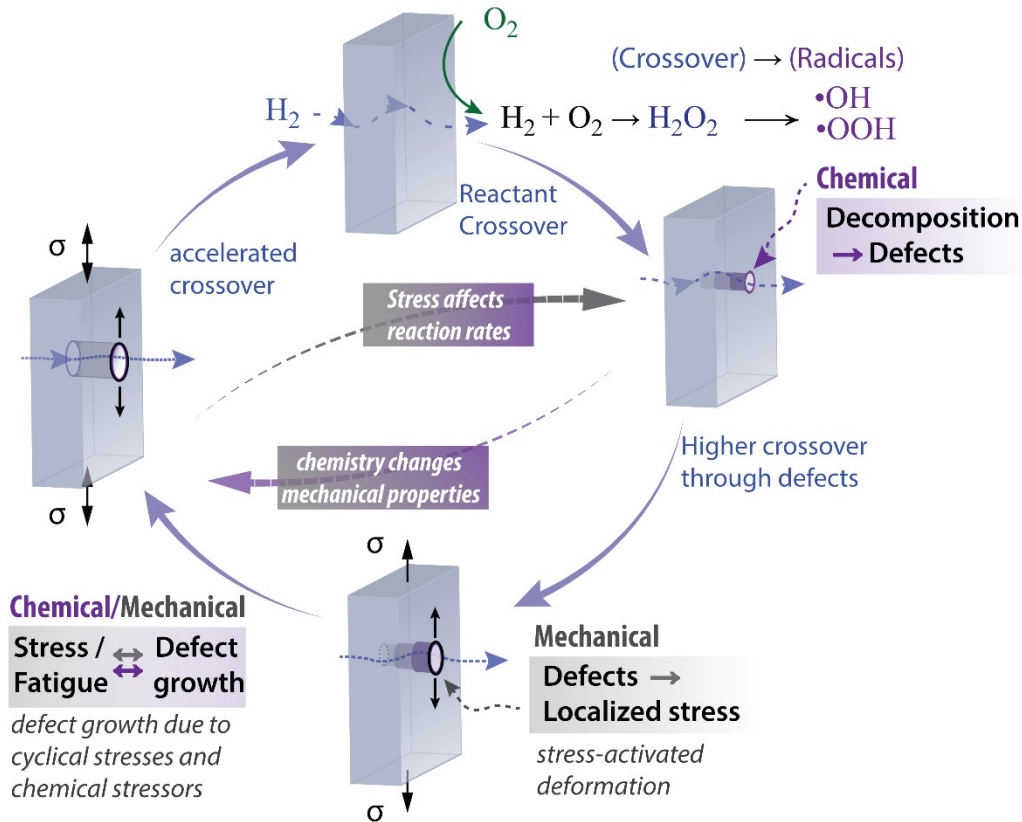 O₂
(Crossover) → (Radicals)
H₂
H₂ + O₂ → H₂O₂ → •OH
•OOH
Reactant
Crossover
Chemical
Decomposition
→ Defects
σ
accelerated
crossover
Stress affects
reaction rates
chemistry changes
mechanical properties
Higher crossover
through defects
σ
σ
Chemical/Mechanical
Stress / ↔ Defect
Fatigue ↔ growth
defect growth due to
cyclical stresses and
chemical stressors
Mechanical
Defects →
Localized stress
stress-activated
deformation
σ